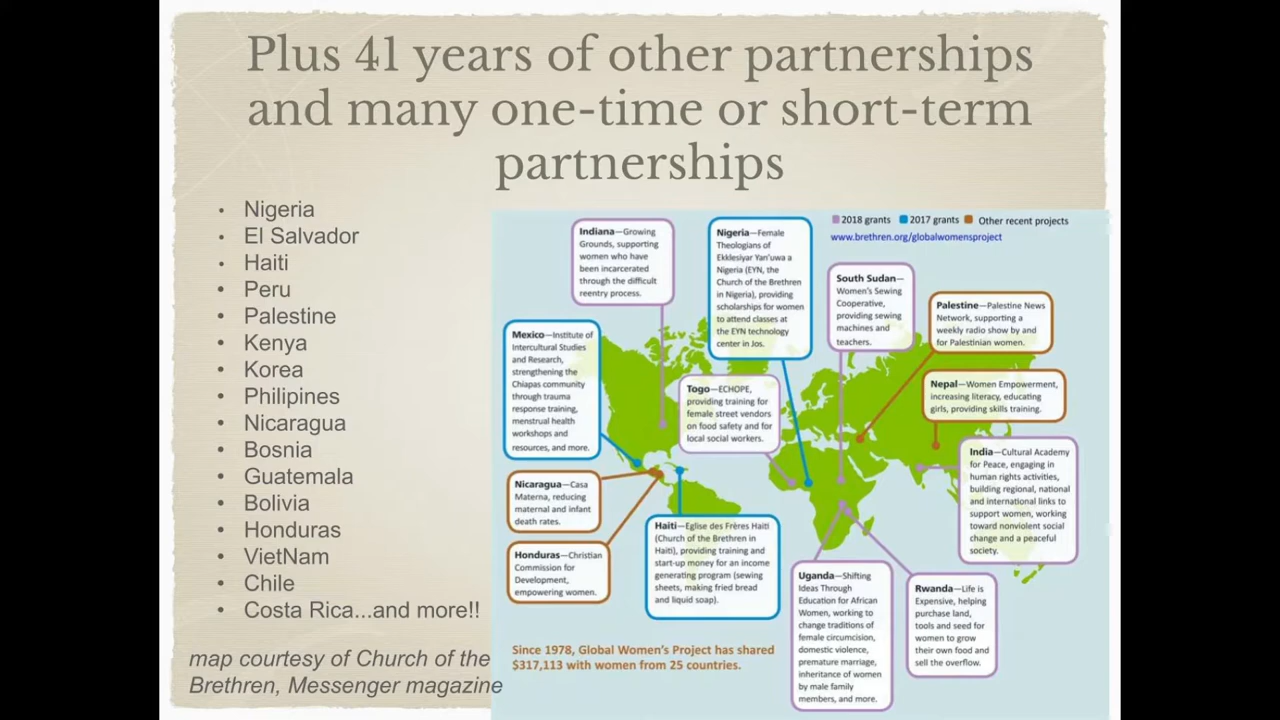 Plus 41 years of other partnerships
and many one-time or short-term
partnerships
• Nigeria
• El Salvador
• Haiti
• Peru
• Palestine
• Kenya
• Korea
• Philipines
• Nicaragua
• Bosnia
• Guatemala
• Bolivia
• Honduras
• VietNam
• Chile
• Costa Rica...and more!!
map courtesy of Church of the
Brethren, Messenger magazine
2018 grants 2017 grants Other recent projects
www.brethren.org/globalwomensproject
Indiana—Growing
Grounds, supporting
women who have
been incarcerated
through the difficult
reentry process.
Nigeria—Female
Theologians of
Ekklesiyar Yan'uwa a
Nigeria (EYN, the
Church of the Brethren
in Nigeria), providing
scholarships for women
to attend classes at
the EYN technology
center in Jos.
South Sudan—
Women's Sewing
Cooperative,
providing sewing
machines and
teachers.
Palestine—Palestine News
Network, supporting a
weekly radio show by and
for Palestinian women.
Mexico—Institute of
Intercultural Studies
and Research,
strengthening the
Chiapas community
through trauma
response training,
menstrual health
workshops and
resources, and more.
Togo—ECHOPE,
providing training for
female street vendors
on food safety and for
local social workers.
Nepal—Women Empowerment,
increasing literacy, educating
girls, providing skills training.
India—Cultural Academy
for Peace, engaging in
human rights activities,
building regional, national
and international links to
support women, working
toward nonviolent social
change and a peaceful
society.
Nicaragua—Casa
Materna, reducing
maternal and infant
death rates.
Honduras—Christian
Commission for
Development,
empowering women.
Haiti—Eglise des Frères Haiti
(Church of the Brethren in
Haiti), providing training and
start-up money for an income
generating program (sewing
sheets, making fried bread
and liquid soap).
Uganda—Shifting
Ideas Through
Education for African
Women, working to
change traditions of
female circumcision,
domestic violence,
premature marriage,
inheritance of women
by male family
members, and more.
Rwanda—Life is
Expensive, helping
purchase land,
tools and seed for
women to grow
their own food and
sell the overflow.
Since 1978, Global Women's Project has shared
$317,113 with women from 25 countries.